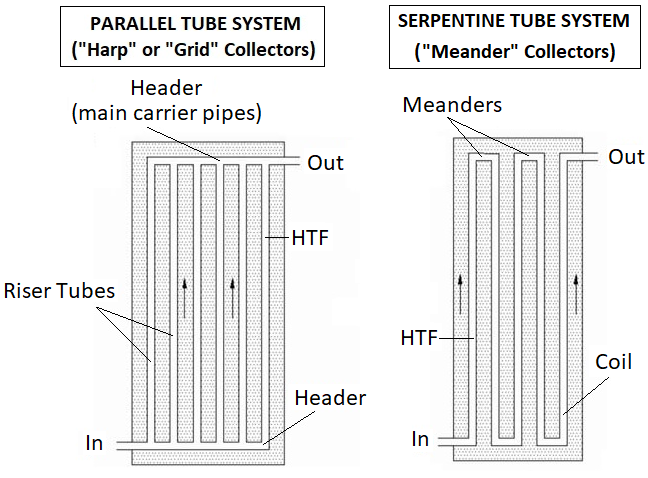 PARALLEL TUBE SYSTEM
("Harp" or "Grid" Collectors)
Header
(main carrier pipes)
Out
HTF
Riser Tubes
Header
In
SERPENTINE TUBE SYSTEM
("Meander" Collectors)
Meanders
Out
HTF
Coil
In